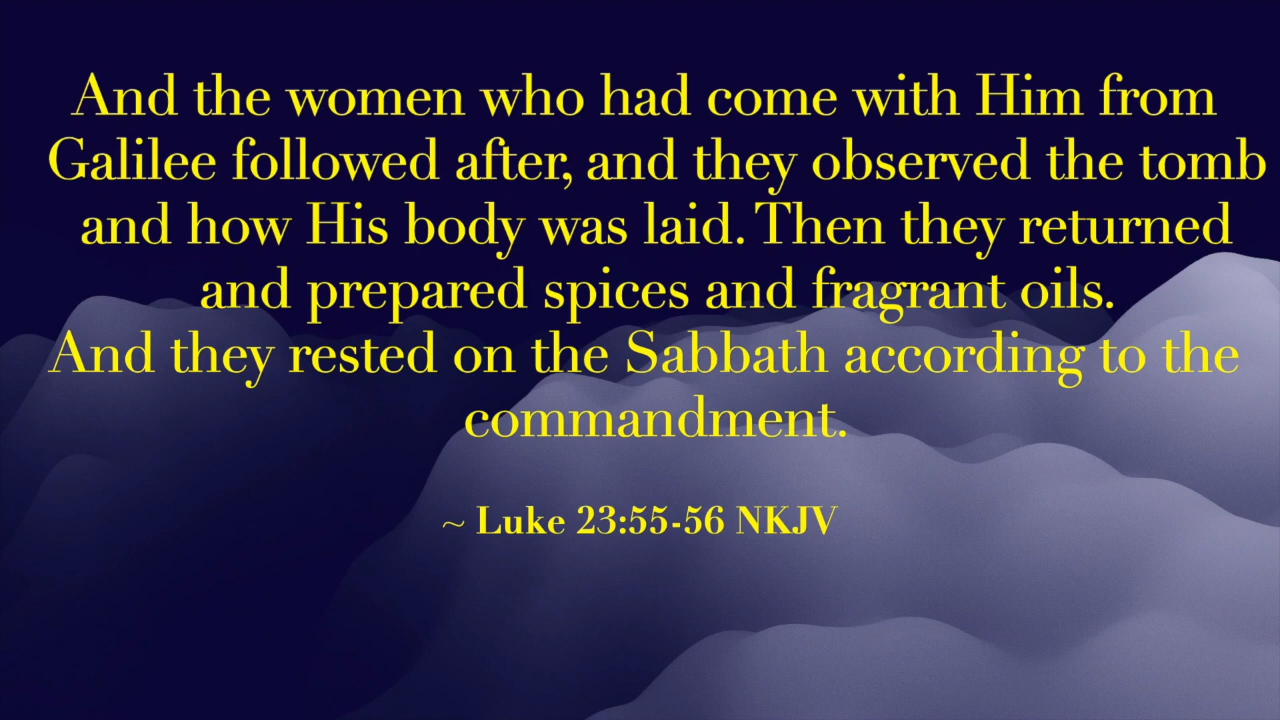 And the women who had come with Him from
Galilee followed after, and they observed the tomb
and how His body was laid. Then they returned
and prepared spices and fragrant oils.
And they rested on the Sabbath according to the
commandment.
~ Luke 23:55-56 NKJV